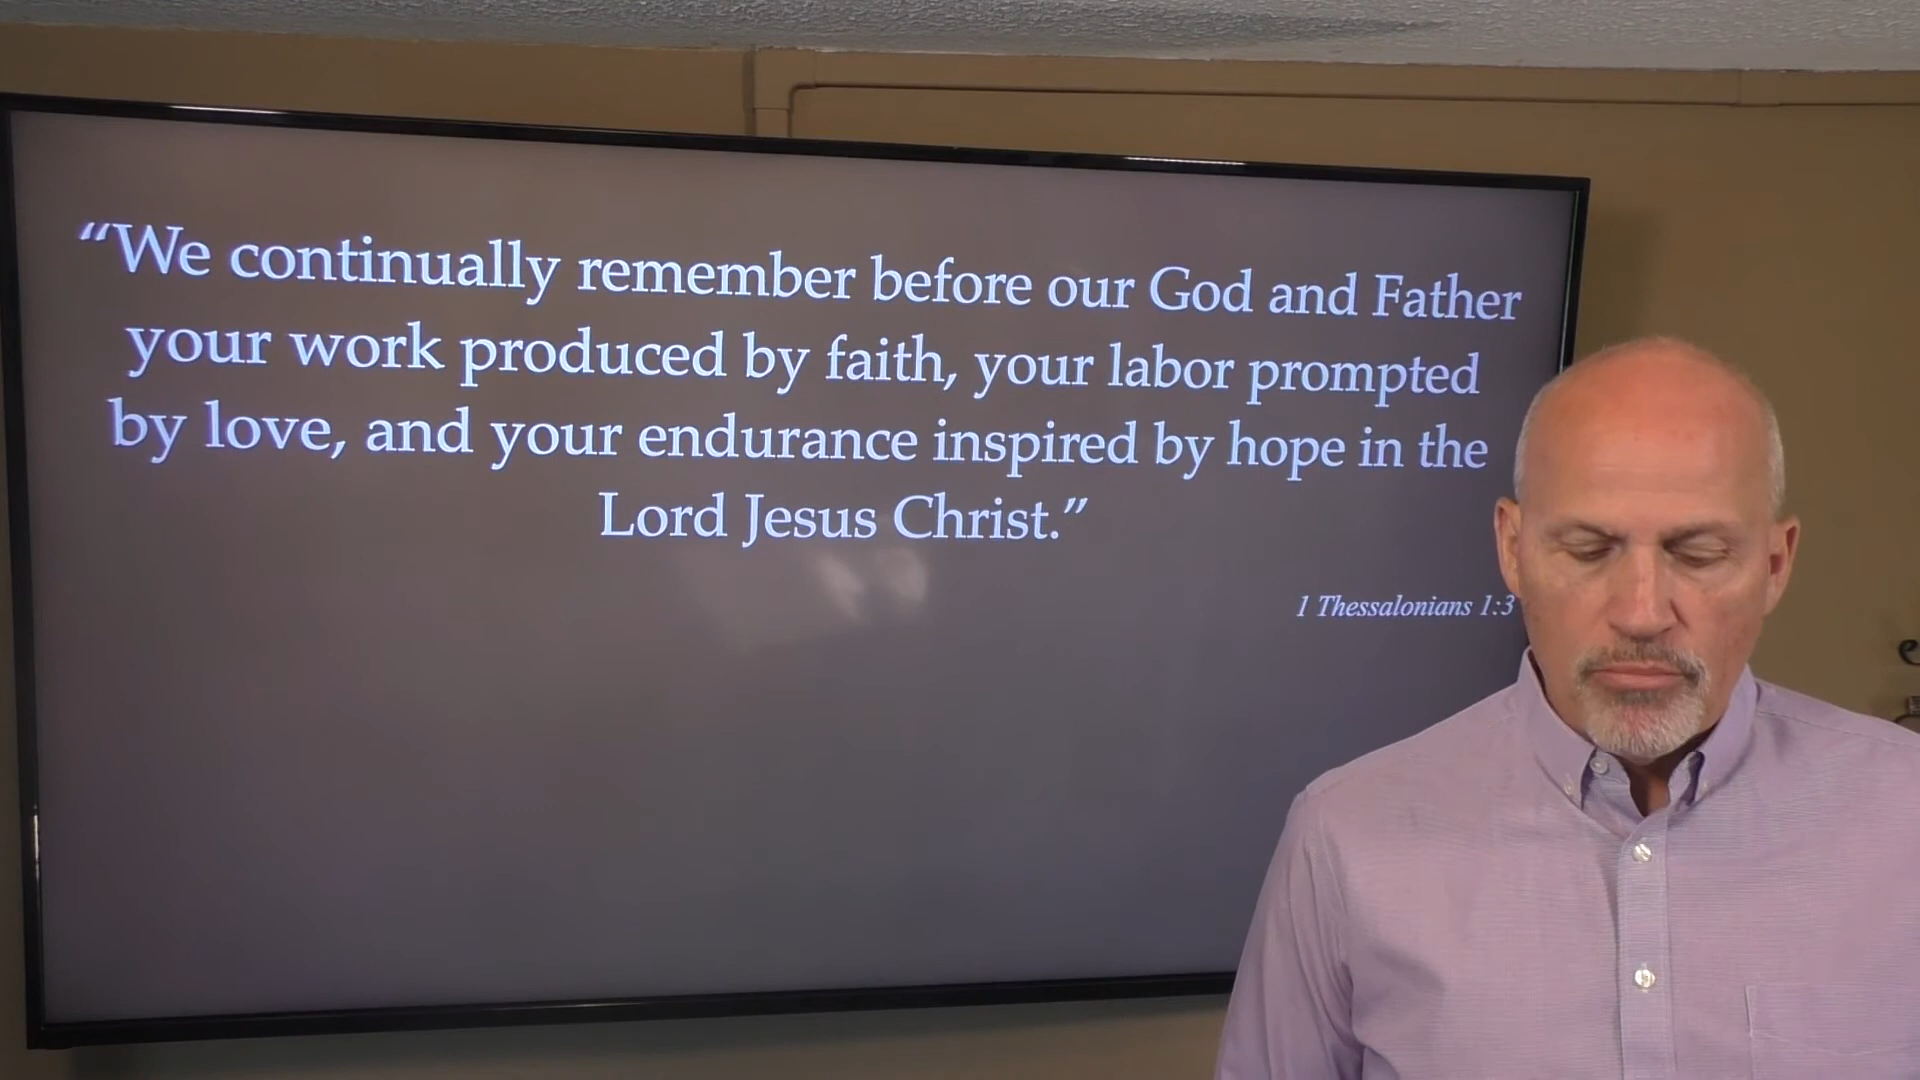 “We continually remember before our God and Father
your work produced by faith, your labor prompted
by love, and your endurance inspired by hope in the
Lord Jesus Christ.”
1 Thessalonians 1:3